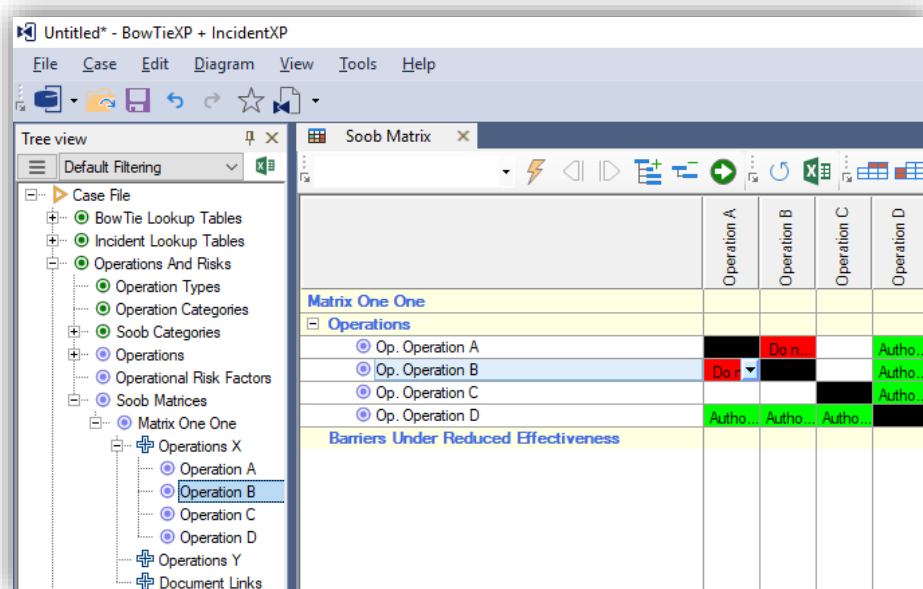 Untitled* - BowTieXP + IncidentXP
File Case Edit Diagram View Tools Help
Tree view
Default Filtering
Case File
BowTie Lookup Tables
Incident Lookup Tables
Operations And Risks
Operation Types
Operation Categories
Soob Categories
Operations
Operational Risk Factors
Soob Matrices
Matrix One One
Operations X
Operation A
Operation B
Operation C
Operation D
Operations Y
Document Links
Soob Matrix
Operation A
Operation B
Operation C
Operation D
Matrix One One
Operations
Op. Operation A Do n... Autho...
Op. Operation B Do n Autho...
Op. Operation C Autho...
Op. Operation D Autho... Autho... Autho...
Barriers Under Reduced Effectiveness